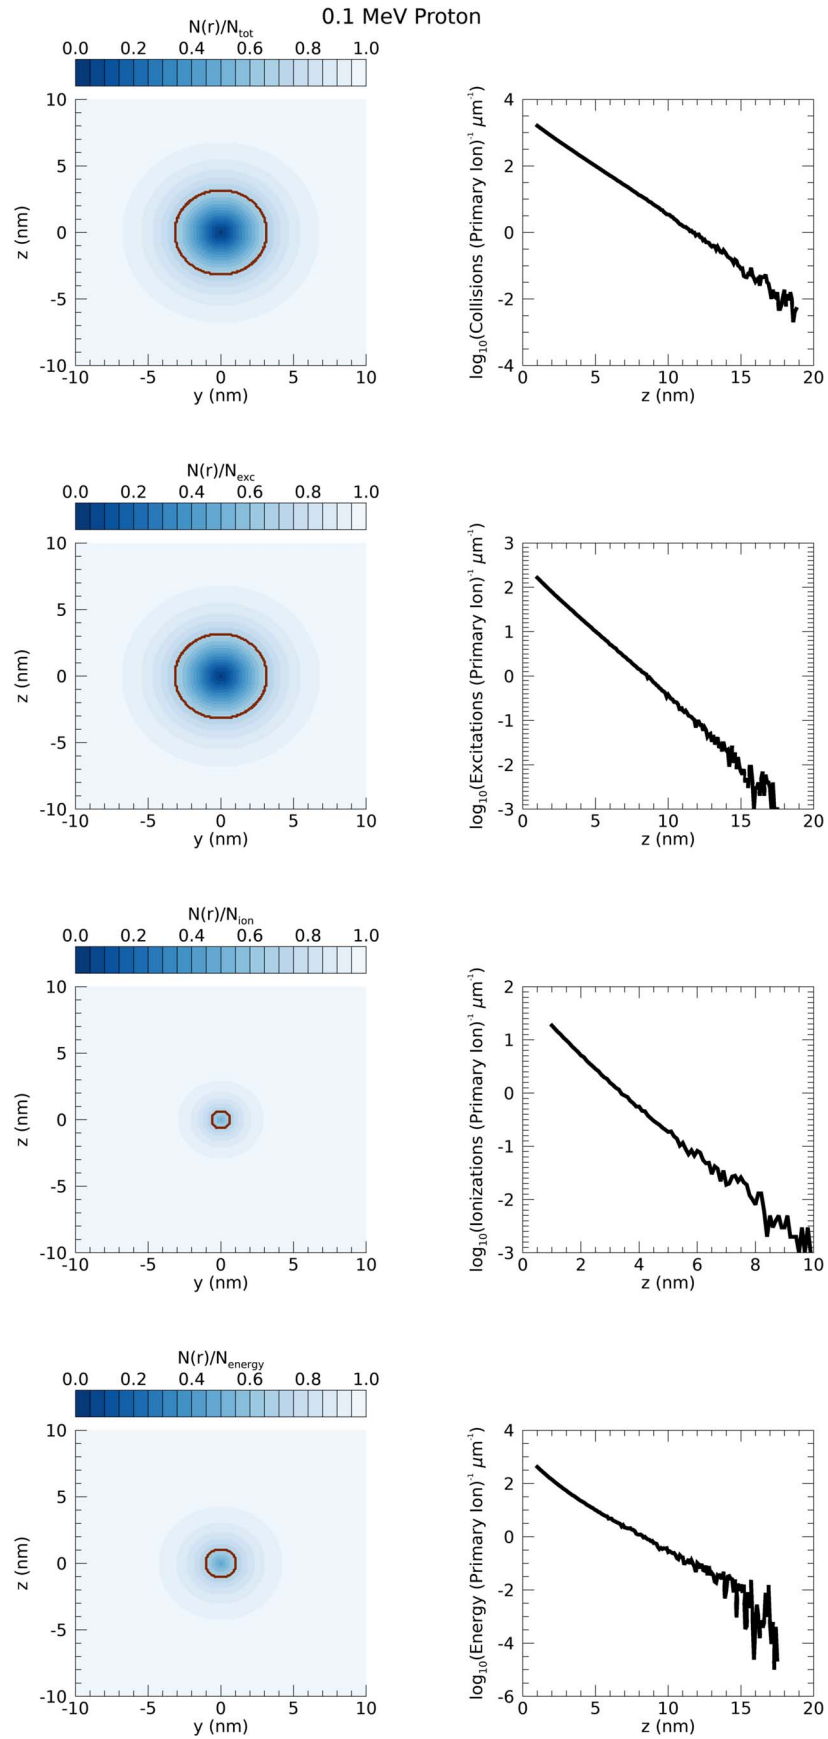 0.1 MeV Proton
N(r)/N_tot
0.0 0.2 0.4 0.6 0.8 1.0
10
5
0
-5
-10
z (nm)
-10 -5 0 5 10
y (nm)
4
2
0
-2
-4
log₁₀(Collisions (Primary Ion)⁻¹ μm⁻¹)
0 5 10 15 20
z (nm)
N(r)/N_exc
0.0 0.2 0.4 0.6 0.8 1.0
10
5
0
-5
-10
z (nm)
-10 -5 0 5 10
y (nm)
3
2
1
0
-1
-2
-3
log₁₀(Excitations (Primary Ion)⁻¹ μm⁻¹)
0 5 10 15 20
z (nm)
N(r)/N_ion
0.0 0.2 0.4 0.6 0.8 1.0
10
5
0
-5
-10
z (nm)
-10 -5 0 5 10
y (nm)
2
1
0
-1
-2
-3
log₁₀(Ionizations (Primary Ion)⁻¹ μm⁻¹)
0 2 4 6 8 10
z (nm)
N(r)/N_energy
0.0 0.2 0.4 0.6 0.8 1.0
10
5
0
-5
-10
z (nm)
-10 -5 0 5 10
y (nm)
4
2
0
-2
-4
-6
log₁₀(Energy (Primary Ion)⁻¹ μm⁻¹)
0 5 10 15 20
z (nm)